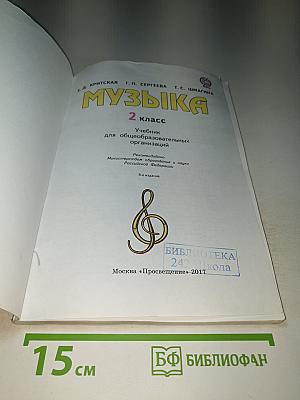 Е. Д. КРИТСКАЯ Г. П. СЕРГЕЕВА Т. С. ШМАГИНА
МУЗЫКА
2 класс
Учебник
для общеобразовательных
организаций
Рекомендовано
Министерством образования и науки
Российской Федерации
БИБЛИОТЕКА
Москва «Просвещение» 2017
15 см
БФ БИБЛИОФАН